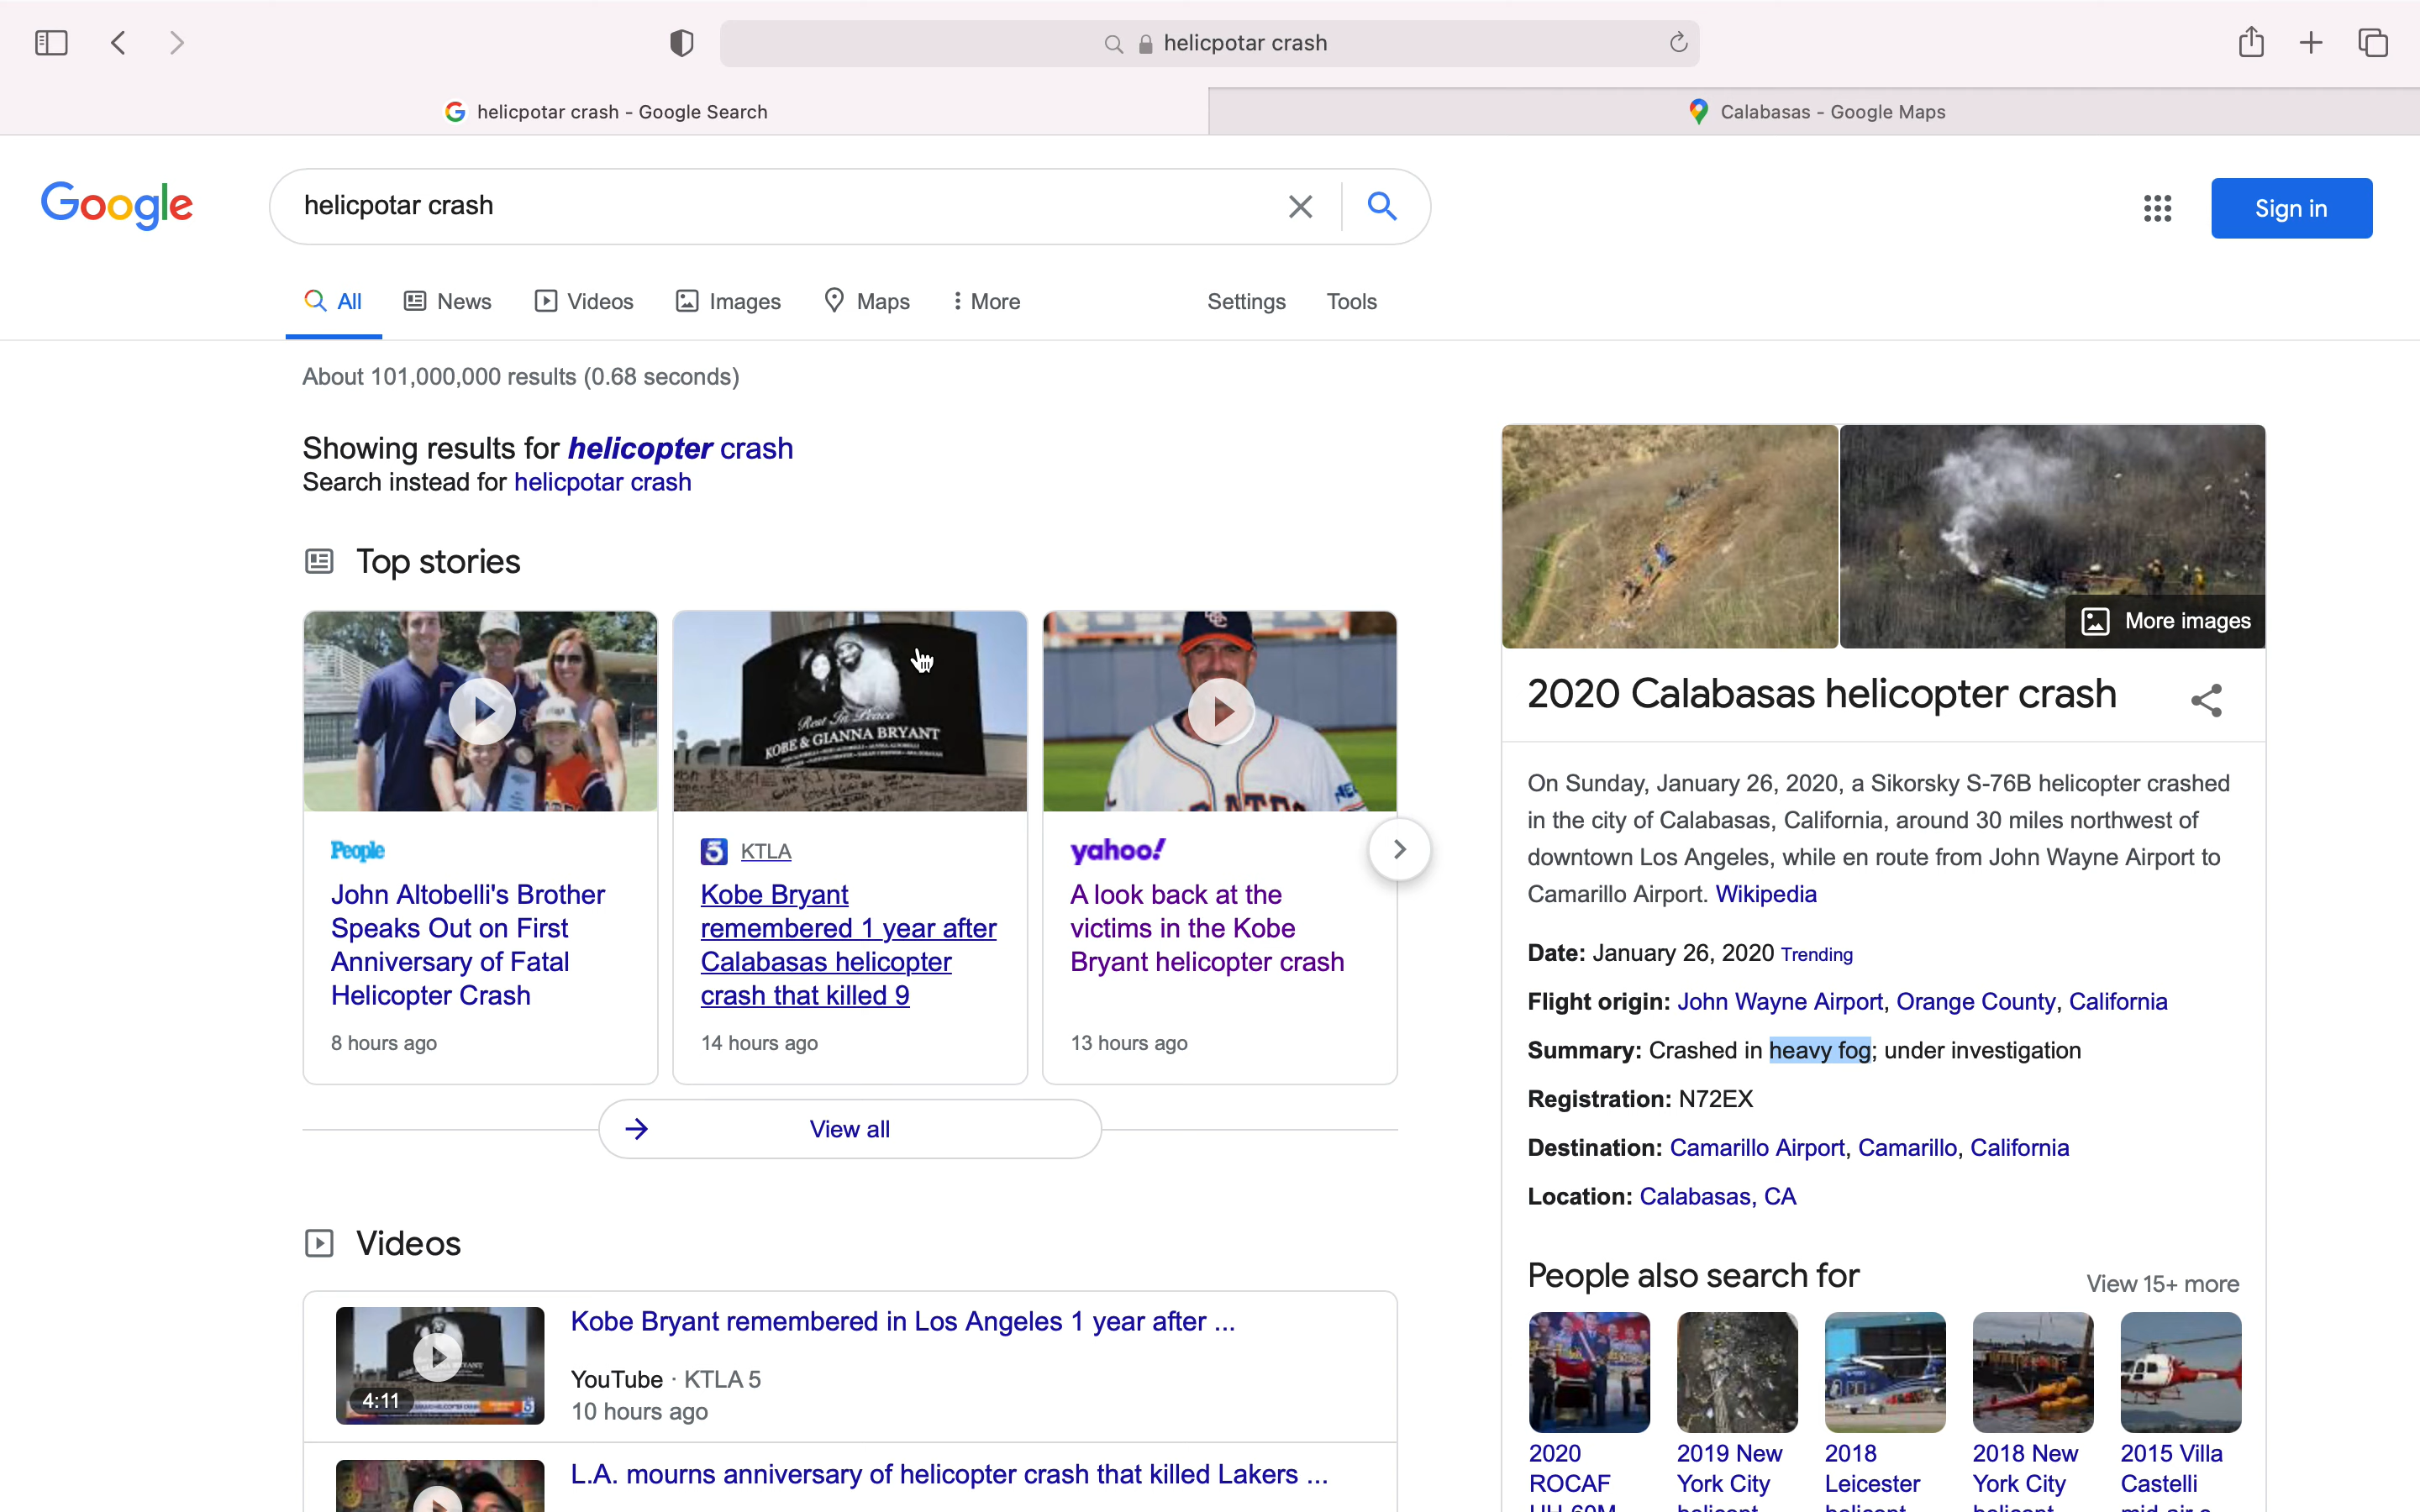 helicpotar crash
helicpotar crash - Google Search
Calabasas - Google Maps
Google
helicpotar crash
Sign in
All
News
Videos
Images
Maps
More
Settings
Tools
About 101,000,000 results (0.68 seconds)
Showing results for helicopter crash
Search instead for helicpotar crash
Top stories
Rest In Peace
KOBE & GIANNA BRYANT
People
John Altobelli's Brother
Speaks Out on First
Anniversary of Fatal
Helicopter Crash
8 hours ago
5 KTLA
Kobe Bryant
remembered 1 year after
Calabasas helicopter
crash that killed 9
14 hours ago
yahoo!
A look back at the
victims in the Kobe
Bryant helicopter crash
13 hours ago
View all
Videos
4:11
Kobe Bryant remembered in Los Angeles 1 year after ...
YouTube · KTLA 5
10 hours ago
L.A. mourns anniversary of helicopter crash that killed Lakers ...
More images
2020 Calabasas helicopter crash
On Sunday, January 26, 2020, a Sikorsky S-76B helicopter crashed
in the city of Calabasas, California, around 30 miles northwest of
downtown Los Angeles, while en route from John Wayne Airport to
Camarillo Airport. Wikipedia
Date: January 26, 2020 Trending
Flight origin: John Wayne Airport, Orange County, California
Summary: Crashed in heavy fog; under investigation
Registration: N72EX
Destination: Camarillo Airport, Camarillo, California
Location: Calabasas, CA
People also search for
View 15+ more
2020
ROCAF
UH-60M
2019 New
York City
2018
Leicester
2018 New
York City
2015 Villa
Castelli